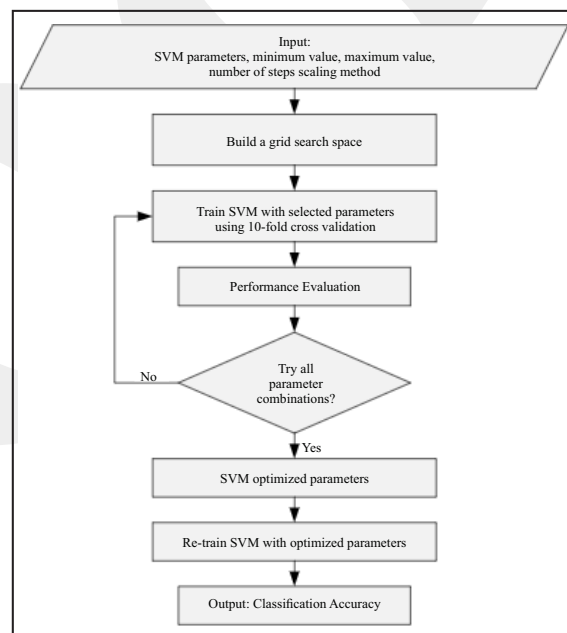 Input:
SVM parameters, minimum value, maximum value,
number of steps scaling method
Build a grid search space
Train SVM with selected parameters
using 10-fold cross validation
Performance Evaluation
Try all
parameter
combinations?
No
Yes
SVM optimized parameters
Re-train SVM with optimized parameters
Output: Classification Accuracy